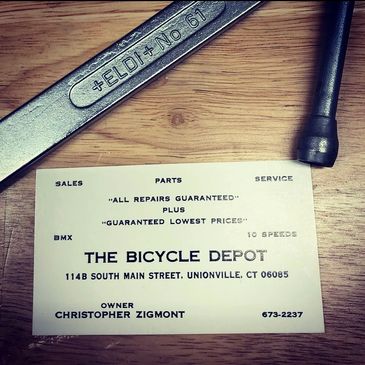 +ELDI+ No 61
SALES PARTS SERVICE
"ALL REPAIRS GUARANTEED"
PLUS
"GUARANTEED LOWEST PRICES"
BMX 10 SPEEDS
THE BICYCLE DEPOT
114B SOUTH MAIN STREET, UNIONVILLE, CT 06085
OWNER
CHRISTOPHER ZIGMONT 673-2237